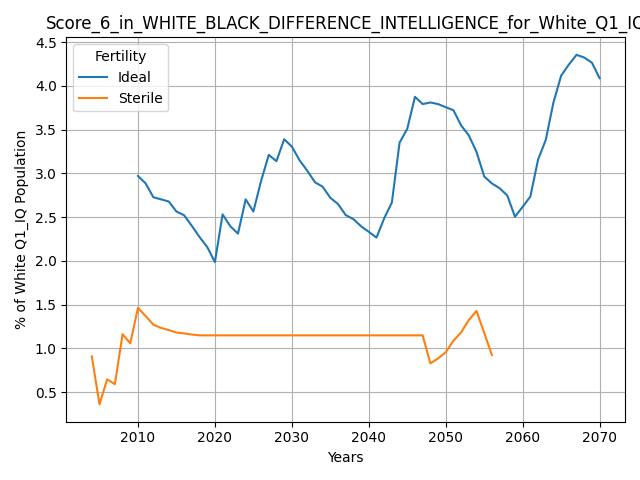 Score_6_in_WHITE_BLACK_DIFFERENCE_INTELLIGENCE_for_White_Q1_IQ
Fertility
Ideal
Sterile
% of White Q1_IQ Population
4.5
4.0
3.5
3.0
2.5
2.0
1.5
1.0
0.5
2010 2020 2030 2040 2050 2060 2070
Years